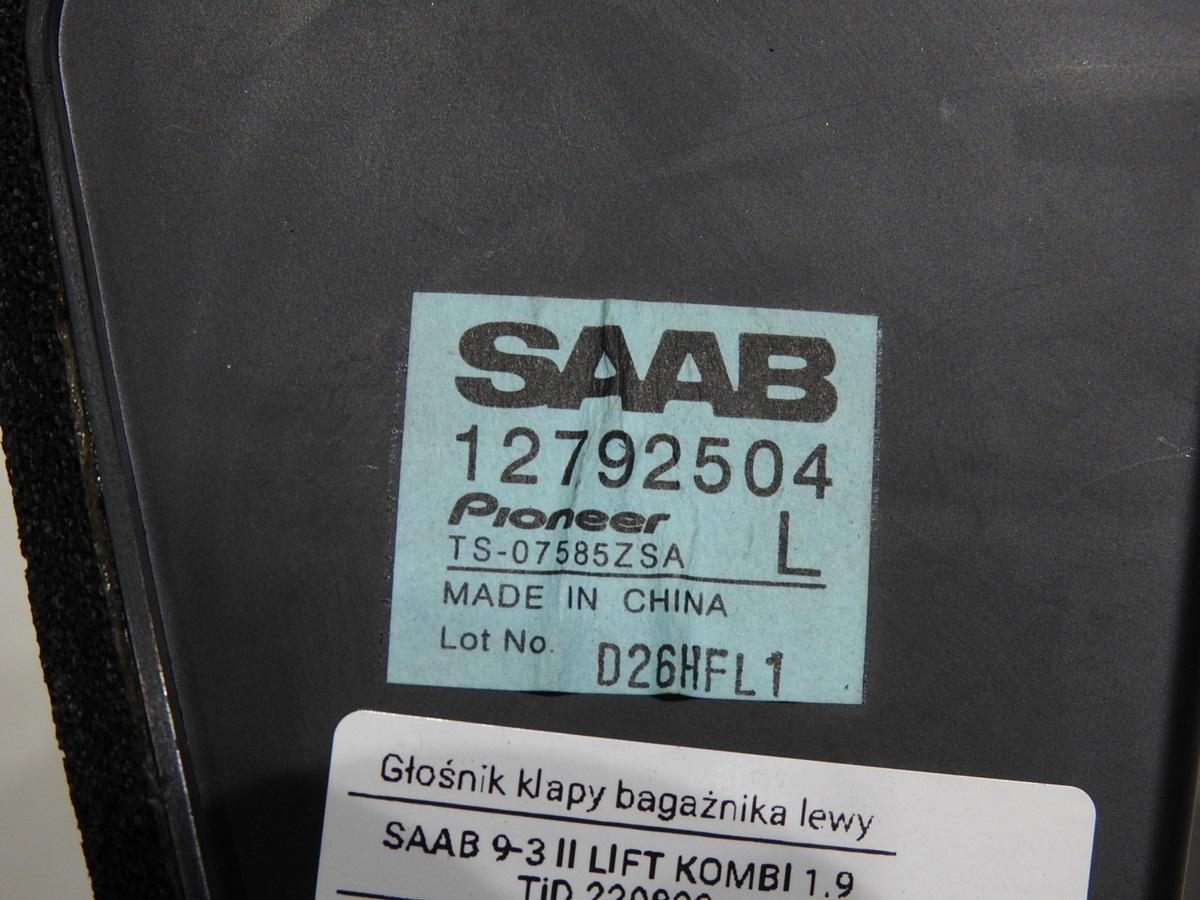 SAAB
12792504
Pioneer
TS-07585ZSA L
MADE IN CHINA
Lot No. D26HFL1
Głośnik klapy bagażnika lewy
SAAB 9-3 II LIFT KOMBI 1.9
TiD